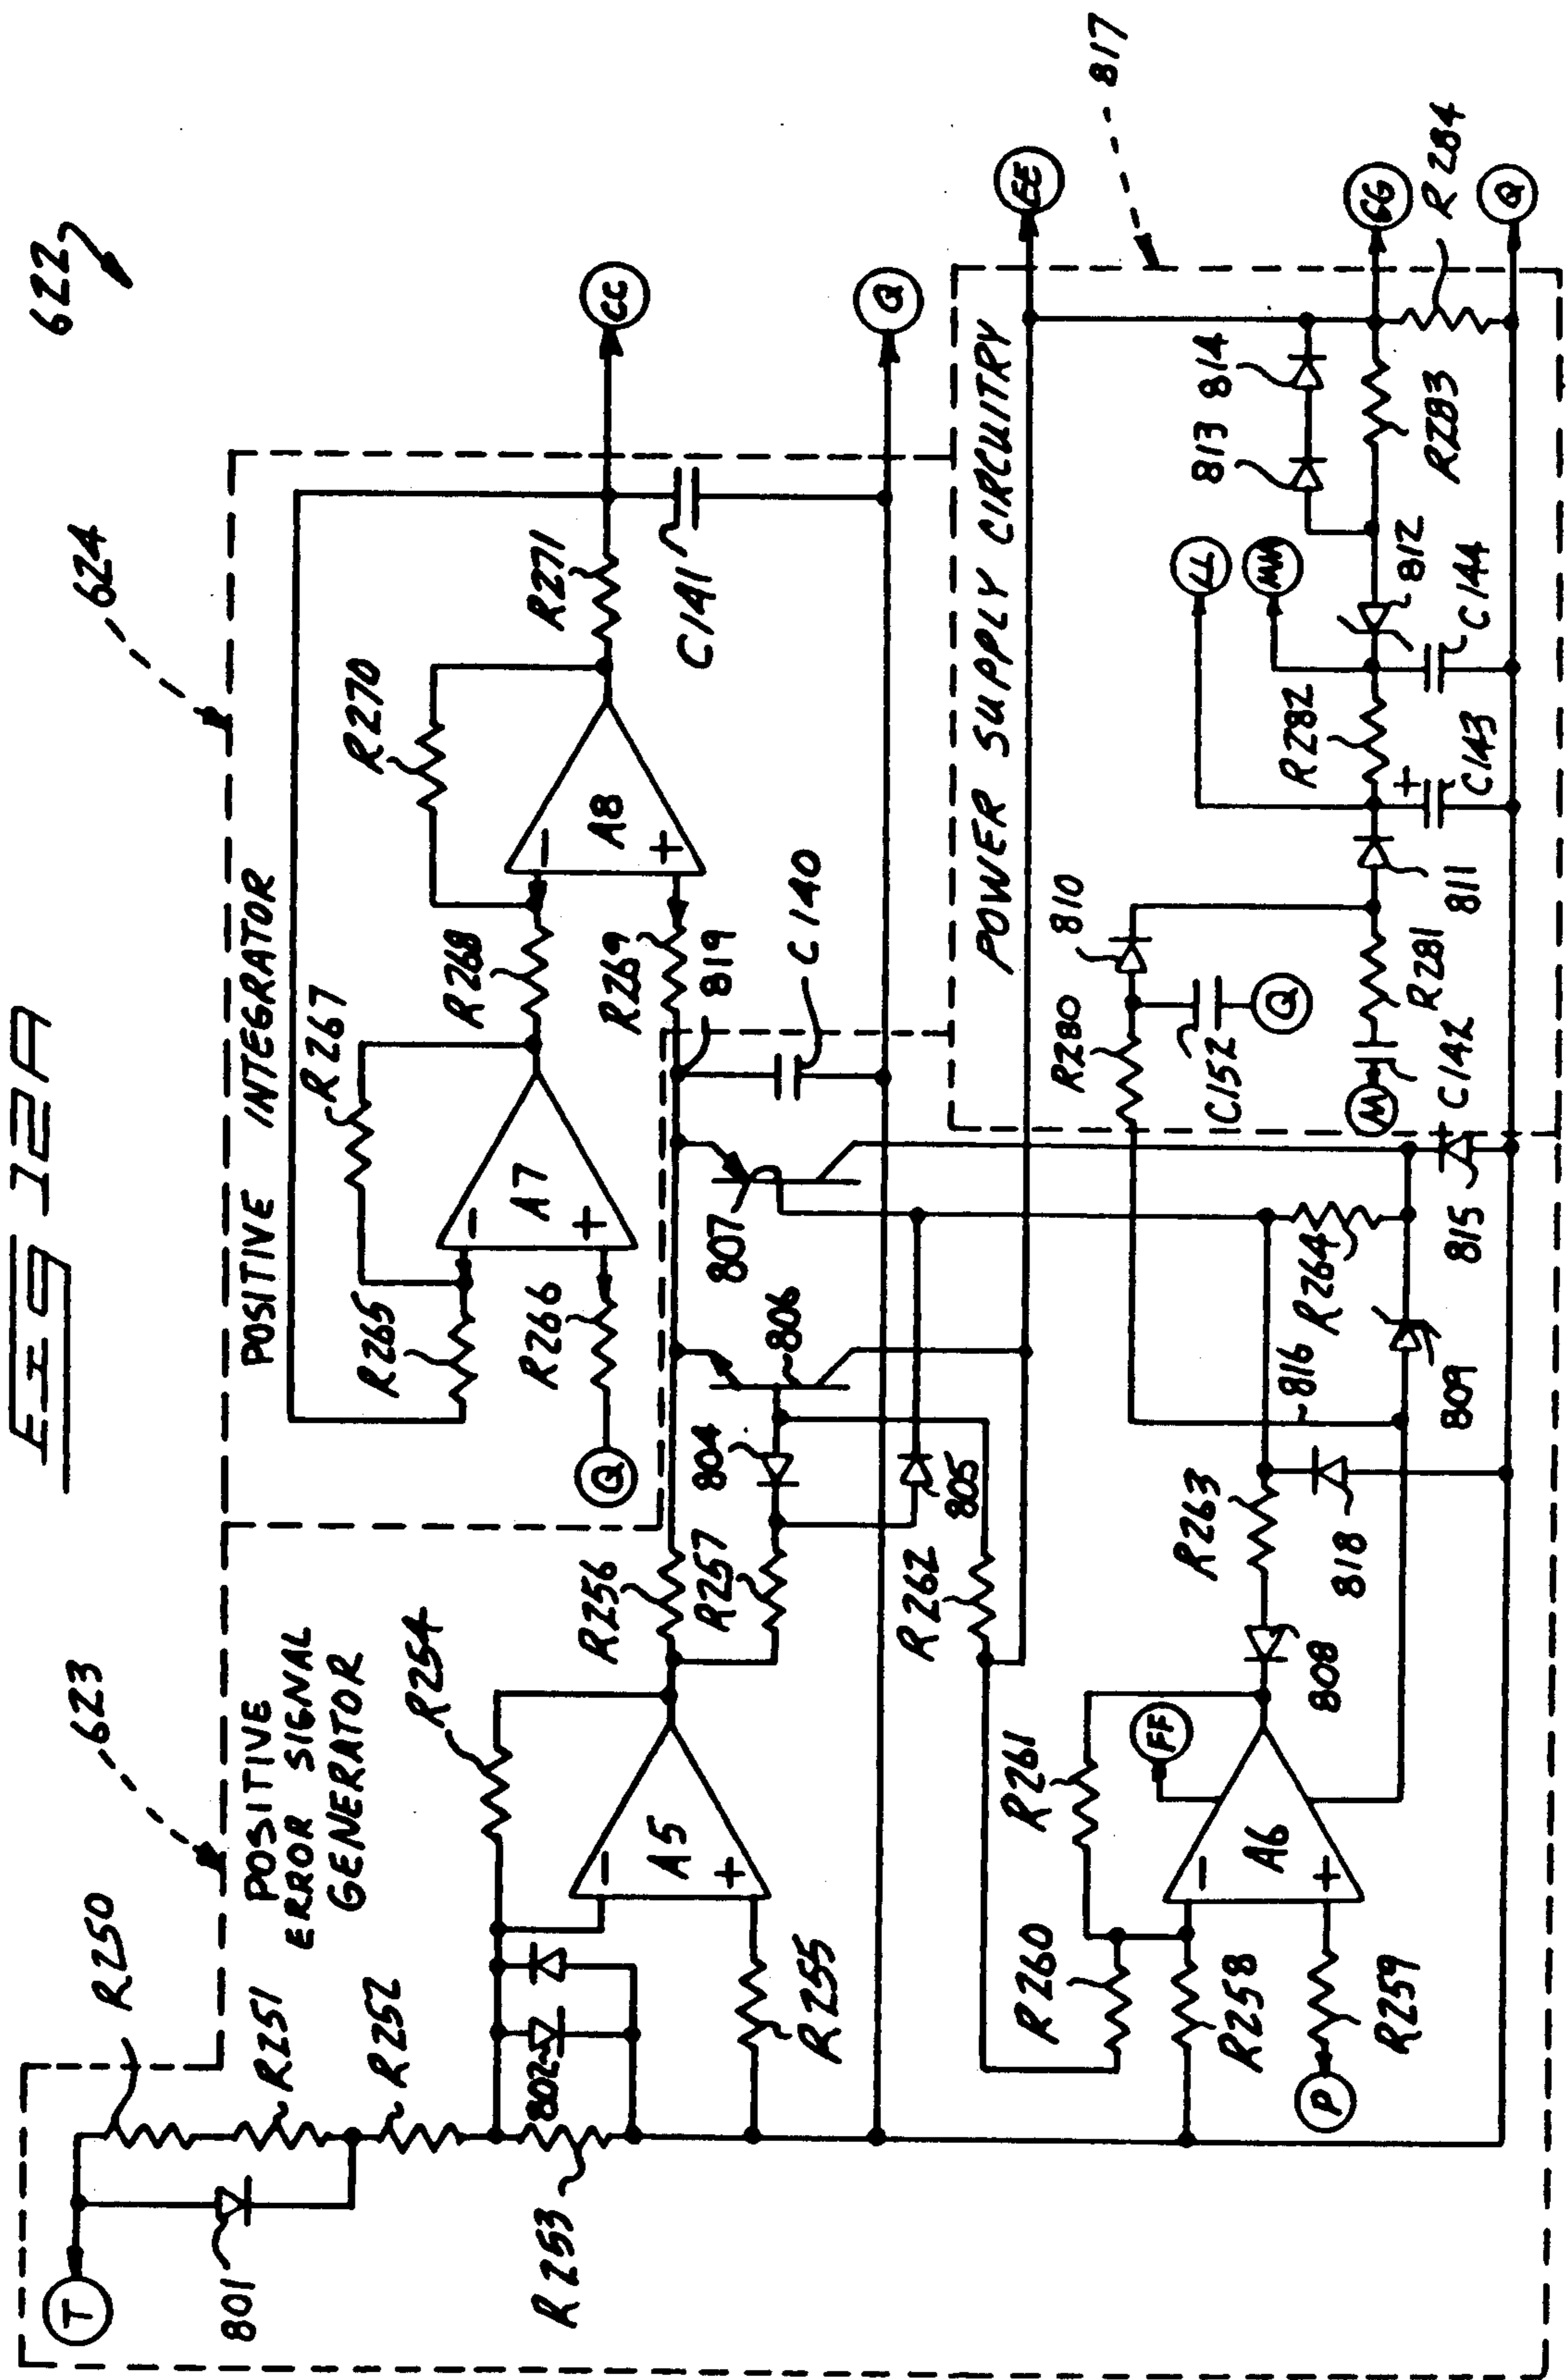 FIG 12A
622
624
623
817
POSITIVE INTEGRATOR
POSITIVE
ERROR SIGNAL
GENERATOR
POWER SUPPLY CIRCUITRY
R250
R251
R252
R253
801
T
802
R254
A5
-
+
R255
R256
R257
804
806
805
807
R262
R265
R266
Q
R267
A7
-
+
R268
R269
819
C140
R270
A8
-
+
R271
C141
CC
Q
EE
GG
R284
Q
R260
R258
R259
P
R261
FF
A6
-
+
808
R263
818
816
R264
809
815
R280
810
C152
Q
W
C142
R281
811
R282
+
C143
C144
LL
812
813
814
R283